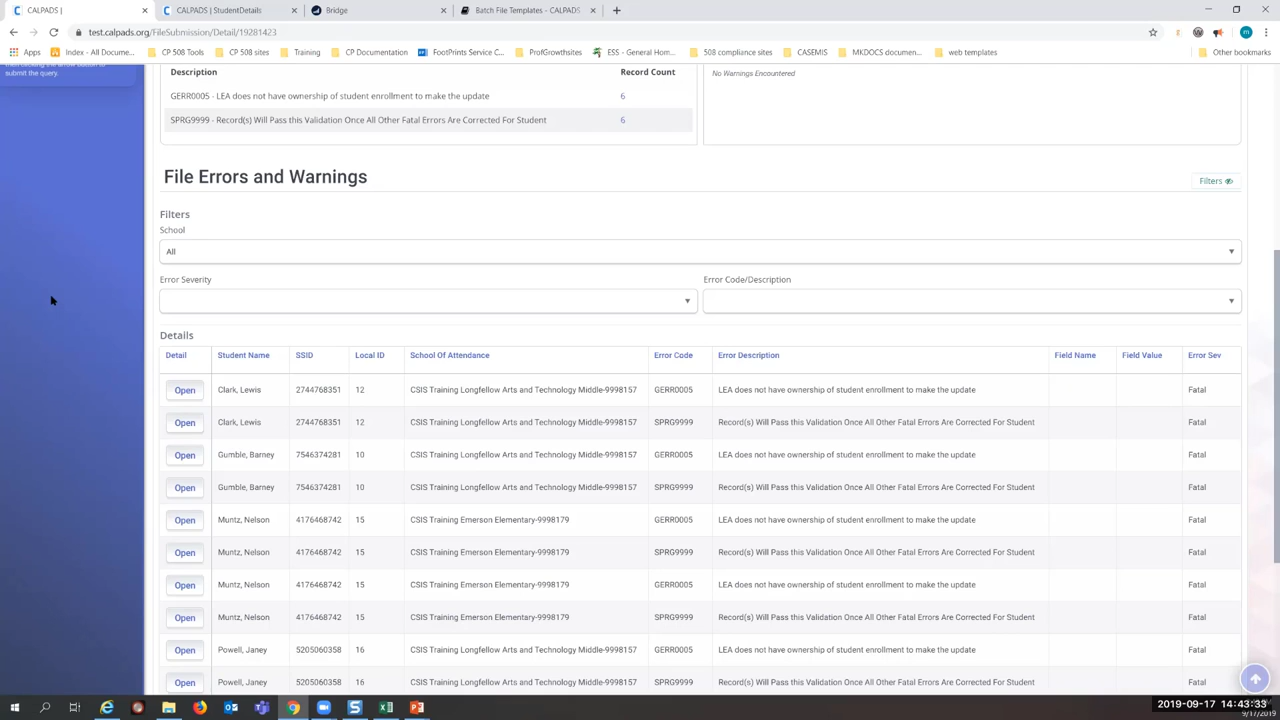 CALPADS |
CALPADS | StudentDetails
Bridge
Batch File Templates - CALPADS
test.calpads.org/FileSubmission/Detail/19281423
Apps
Index - All Docume...
CP 508 Tools
CP 508 sites
Training
CP Documentation
FootPrints Service C...
ProfGrowthsites
ESS - General Hom...
508 compliance sites
CASEMIS
MKDOCS documen...
web templates
Other bookmarks
submit the query.
Description Record Count
No Warnings Encountered
GERR0005 - LEA does not have ownership of student enrollment to make the update 6
SPRG9999 - Record(s) Will Pass this Validation Once All Other Fatal Errors Are Corrected For Student 6
File Errors and Warnings
Filters
Filters
School
All
Error Severity Error Code/Description
Details
Detail Student Name SSID Local ID School Of Attendance Error Code Error Description Field Name Field Value Error Sev
Open Clark, Lewis 2744768351 12 CSIS Training Longfellow Arts and Technology Middle-9998157 GERR0005 LEA does not have ownership of student enrollment to make the update Fatal
Open Clark, Lewis 2744768351 12 CSIS Training Longfellow Arts and Technology Middle-9998157 SPRG9999 Record(s) Will Pass this Validation Once All Other Fatal Errors Are Corrected For Student Fatal
Open Gumble, Barney 7546374281 10 CSIS Training Longfellow Arts and Technology Middle-9998157 GERR0005 LEA does not have ownership of student enrollment to make the update Fatal
Open Gumble, Barney 7546374281 10 CSIS Training Longfellow Arts and Technology Middle-9998157 SPRG9999 Record(s) Will Pass this Validation Once All Other Fatal Errors Are Corrected For Student Fatal
Open Muntz, Nelson 4176468742 15 CSIS Training Emerson Elementary-9998179 GERR0005 LEA does not have ownership of student enrollment to make the update Fatal
Open Muntz, Nelson 4176468742 15 CSIS Training Emerson Elementary-9998179 SPRG9999 Record(s) Will Pass this Validation Once All Other Fatal Errors Are Corrected For Student Fatal
Open Muntz, Nelson 4176468742 15 CSIS Training Emerson Elementary-9998179 GERR0005 LEA does not have ownership of student enrollment to make the update Fatal
Open Muntz, Nelson 4176468742 15 CSIS Training Emerson Elementary-9998179 SPRG9999 Record(s) Will Pass this Validation Once All Other Fatal Errors Are Corrected For Student Fatal
Open Powell, Janey 5205060358 16 CSIS Training Longfellow Arts and Technology Middle-9998157 GERR0005 LEA does not have ownership of student enrollment to make the update Fatal
Open Powell, Janey 5205060358 16 CSIS Training Longfellow Arts and Technology Middle-9998157 SPRG9999 Record(s) Will Pass this Validation Once All Other Fatal Errors Are Corrected For Student Fatal
2019-09-17 14:43:33
9/17/2019